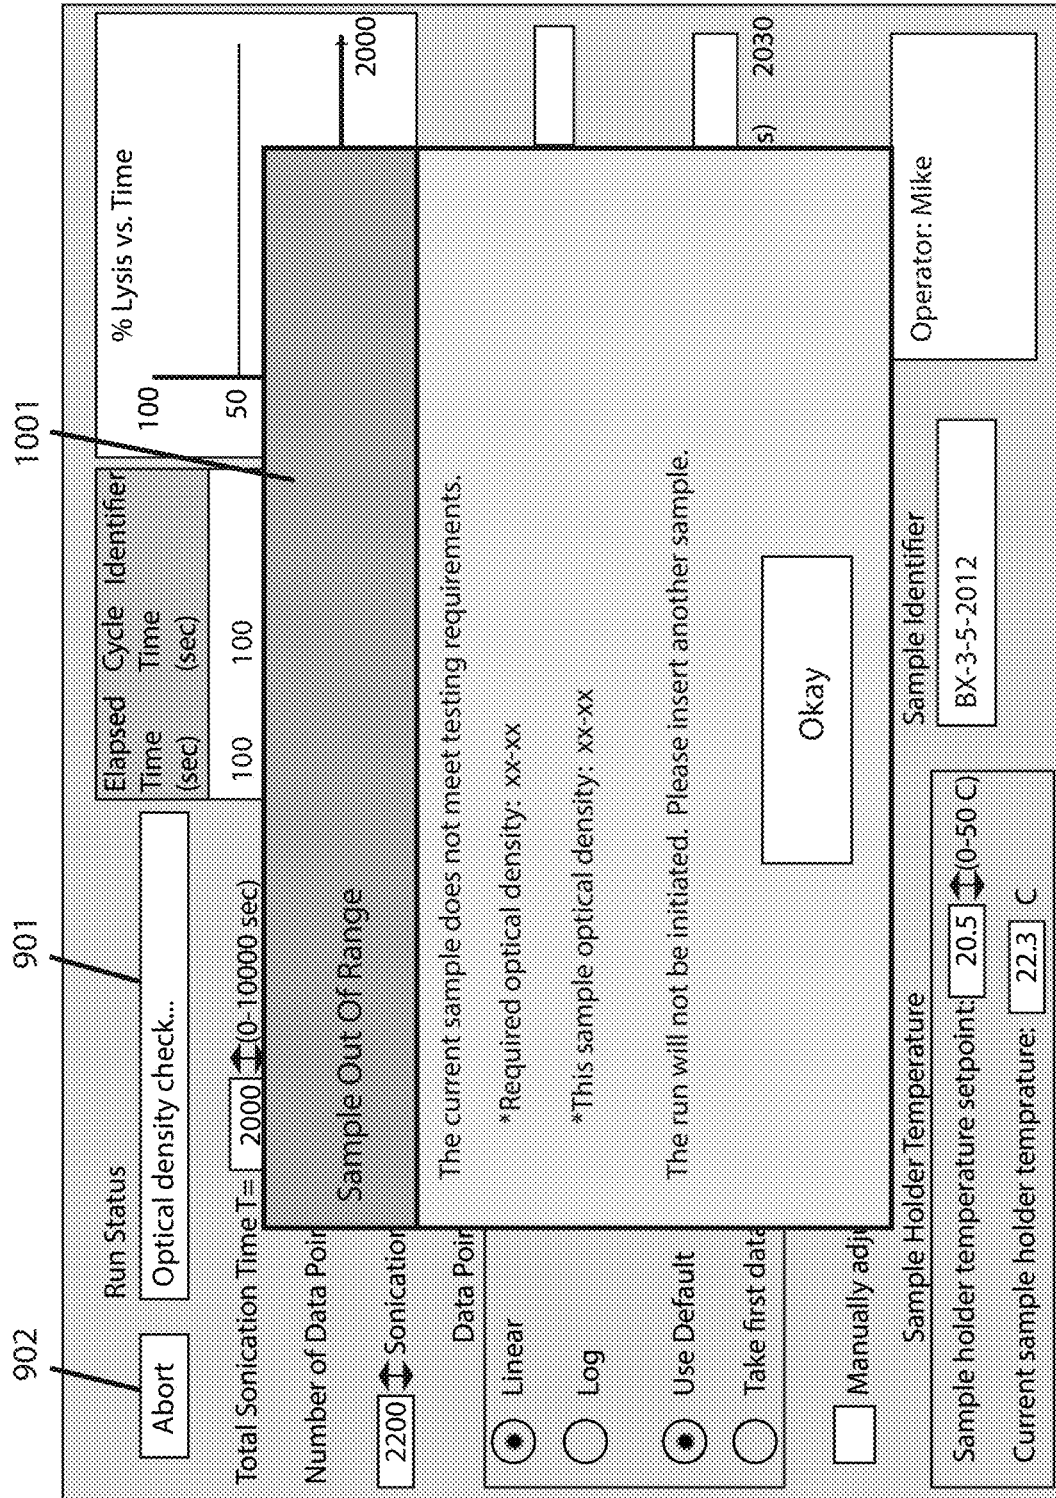 902
901
1001
Run Status
Abort
Optical density check...
Elapsed Cycle Identifier
Time Time
(sec) (sec)
100 100
% Lysis vs. Time
100
50
2000
Total Sonication Time T= 2000 (0-10000 sec)
Number of Data Poin
2200 Sonication
Data Poin
Linear
Log
Use Default
Take first data
Manually adju
s) 2030
Sample Out Of Range
The current sample does not meet testing requirements.
*Required optical density: xx-xx
*This sample optical density: xx-xx
The run will not be initiated. Please insert another sample.
Okay
Sample Holder Temperature
Sample holder temperature setpoint: 20.5 (0-50 C)
Current sample holder temprature: 22.3 C
Sample Identifier
BX-3-5-2012
Operator: Mike